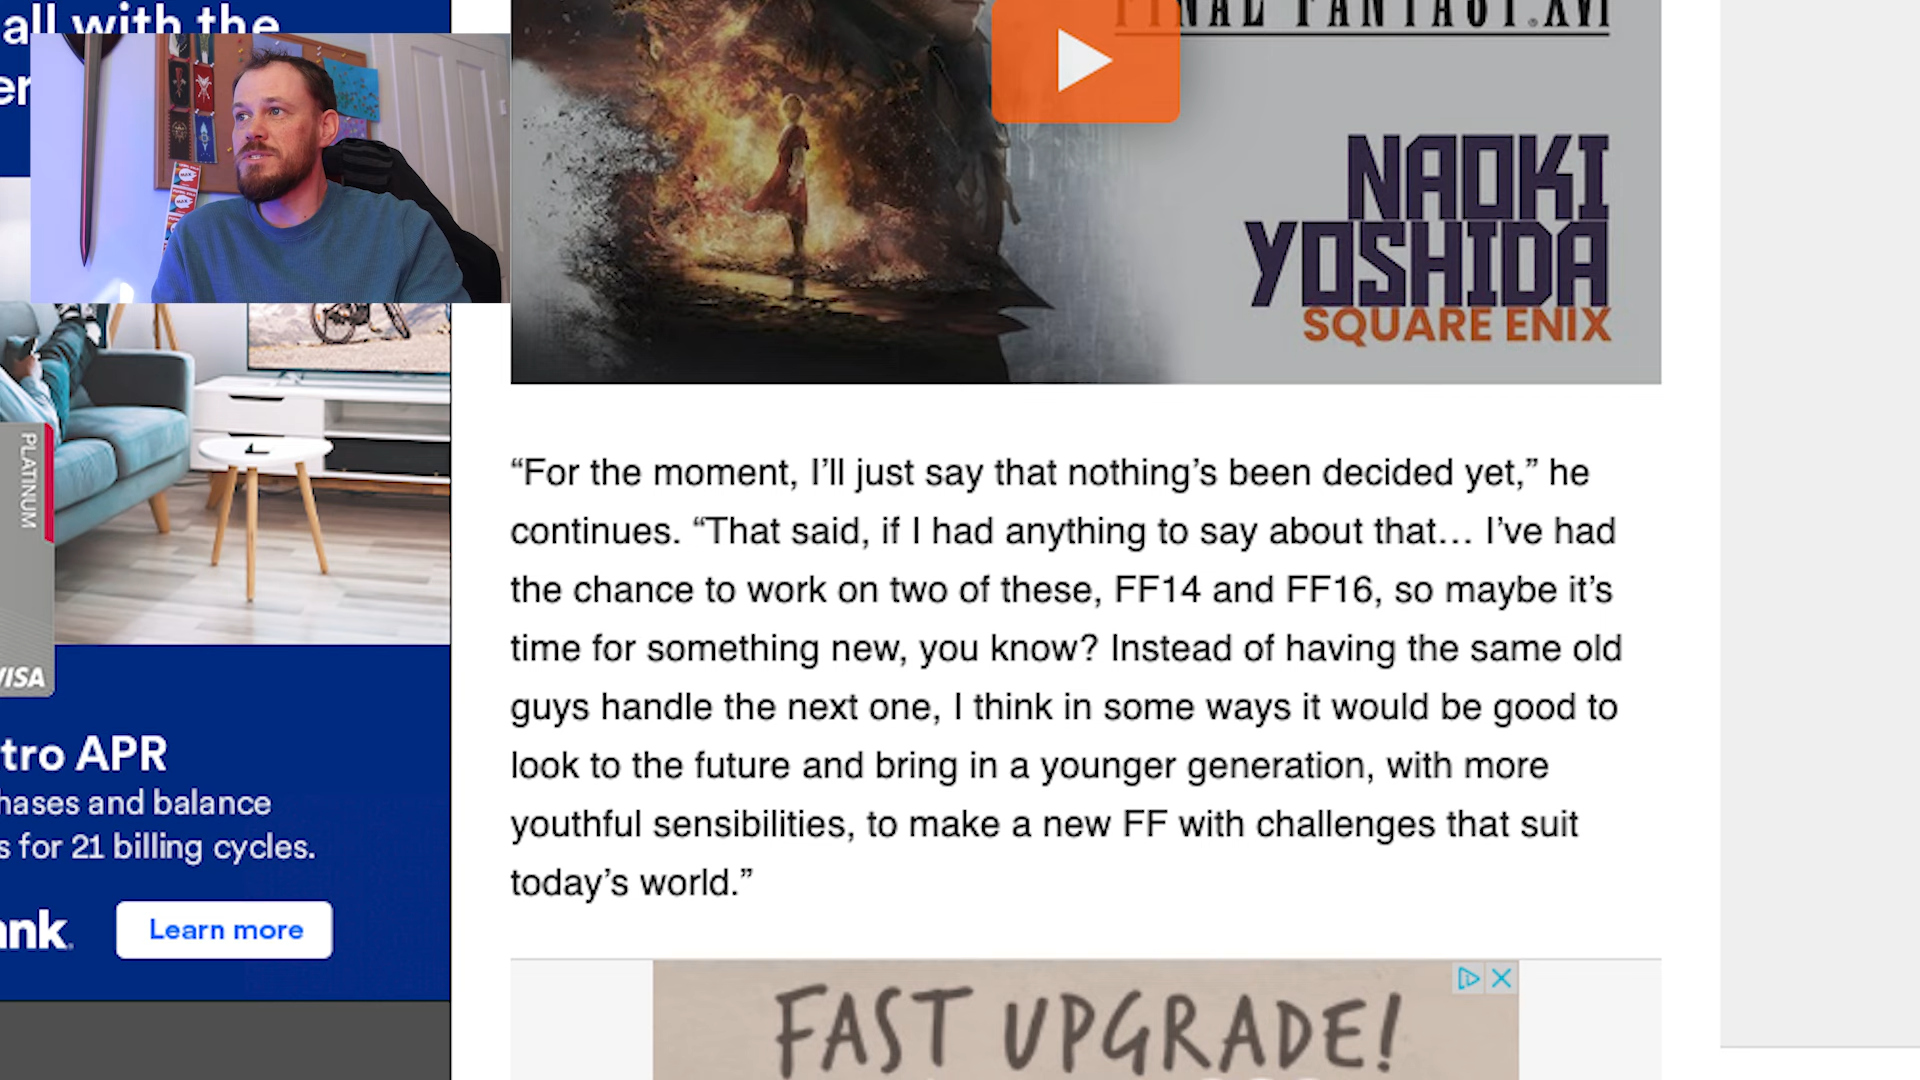 all with the
er
PLATINUM
VISA
tro APR
hases and balance
s for 21 billing cycles.
ank.
Learn more
FINAL FANTASY XVI
NAOKI
YOSHIDA
SQUARE ENIX
“For the moment, I’ll just say that nothing’s been decided yet,” he
continues. “That said, if I had anything to say about that… I’ve had
the chance to work on two of these, FF14 and FF16, so maybe it’s
time for something new, you know? Instead of having the same old
guys handle the next one, I think in some ways it would be good to
look to the future and bring in a younger generation, with more
youthful sensibilities, to make a new FF with challenges that suit
today’s world.”
FAST UPGRADE!